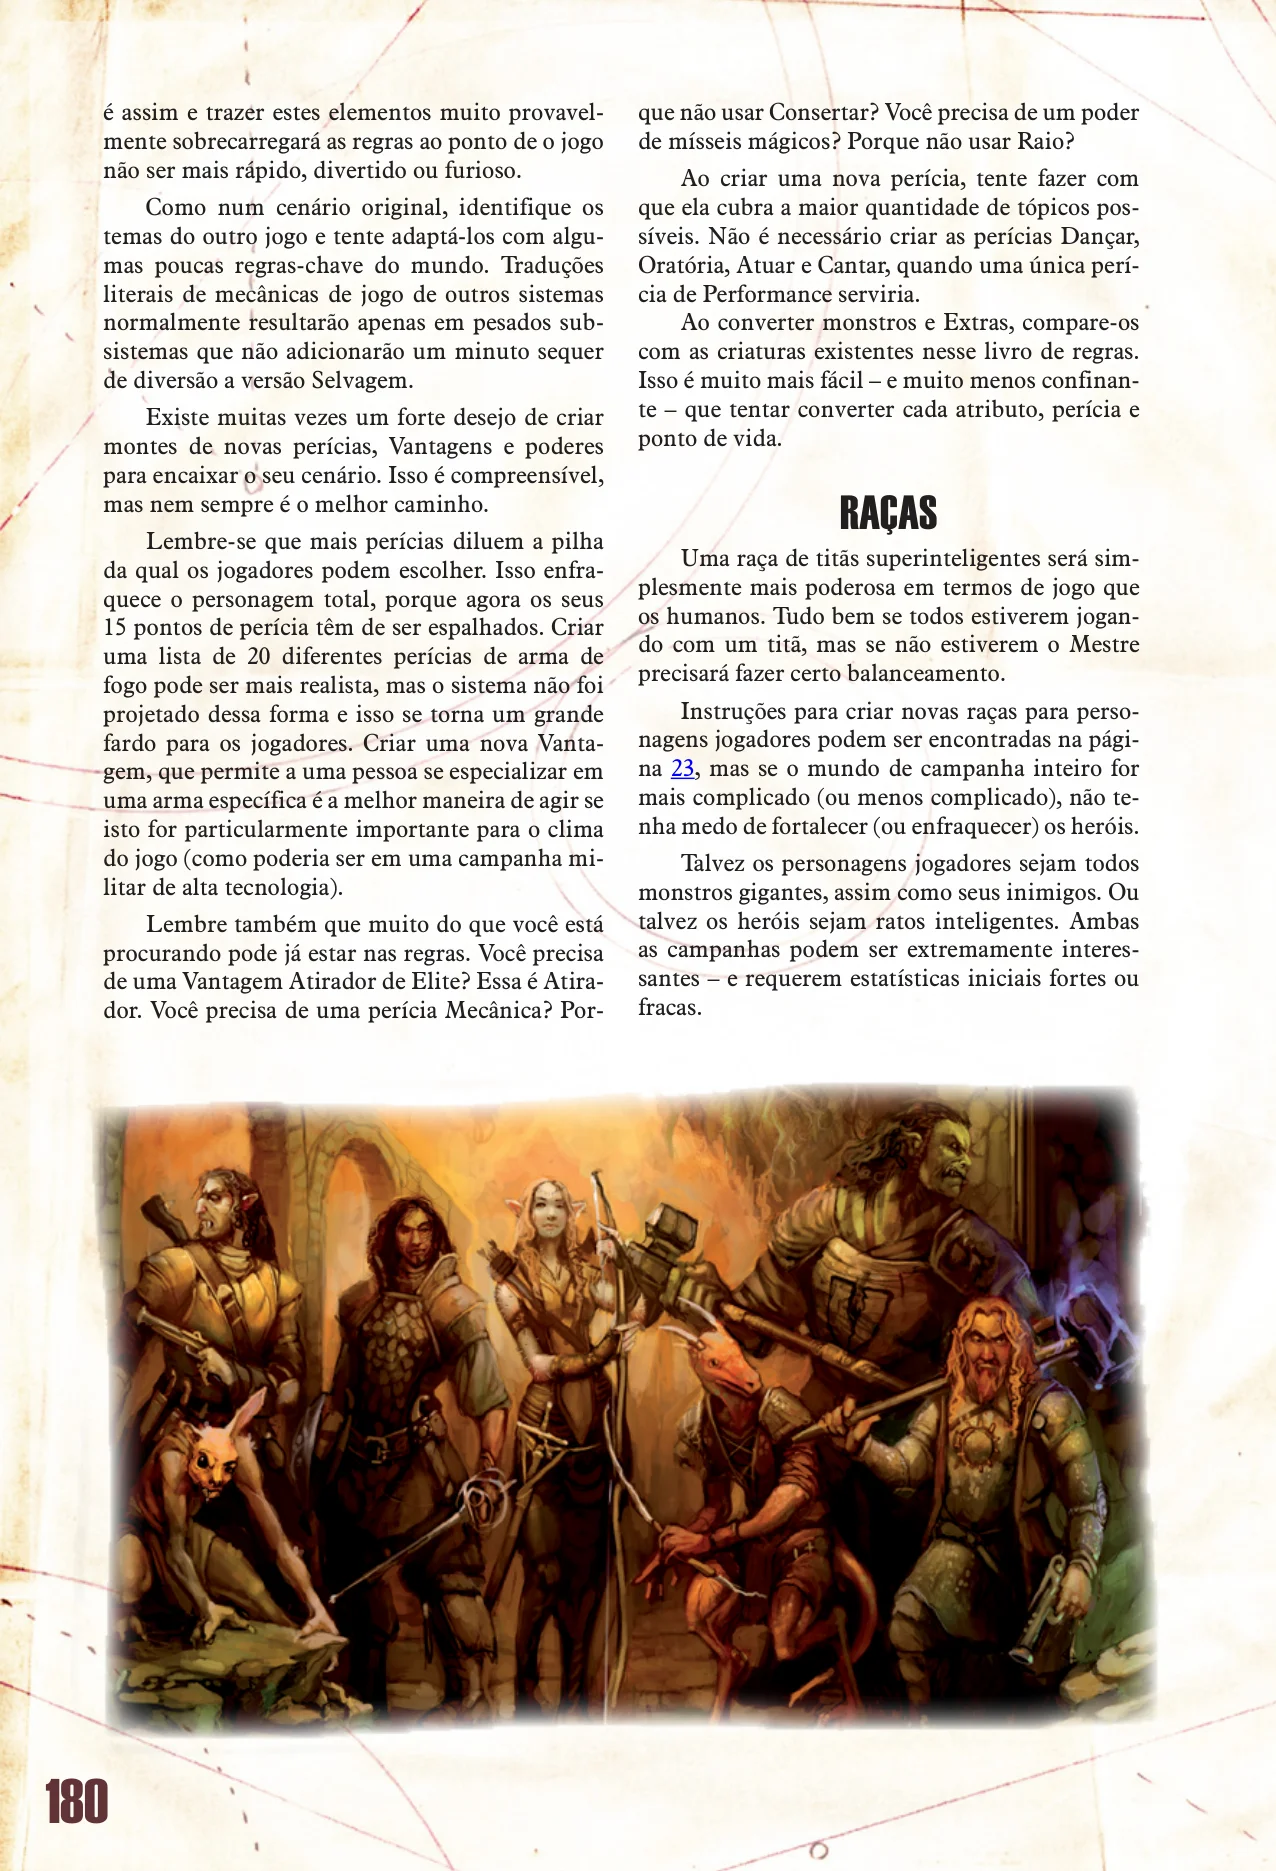 é assim e trazer estes elementos muito provavel-
mente sobrecarregará as regras ao ponto de o jogo
não ser mais rápido, divertido ou furioso.
Como num cenário original, identifique os
temas do outro jogo e tente adaptá-los com algu-
mas poucas regras-chave do mundo. Traduções
literais de mecânicas de jogo de outros sistemas
normalmente resultarão apenas em pesados sub-
sistemas que não adicionarão um minuto sequer
de diversão a versão Selvagem.
Existe muitas vezes um forte desejo de criar
montes de novas perícias, Vantagens e poderes
para encaixar o seu cenário. Isso é compreensível,
mas nem sempre é o melhor caminho.
Lembre-se que mais perícias diluem a pilha
da qual os jogadores podem escolher. Isso enfra-
quece o personagem total, porque agora os seus
15 pontos de perícia têm de ser espalhados. Criar
uma lista de 20 diferentes perícias de arma de
fogo pode ser mais realista, mas o sistema não foi
projetado dessa forma e isso se torna um grande
fardo para os jogadores. Criar uma nova Vanta-
gem, que permite a uma pessoa se especializar em
uma arma específica é a melhor maneira de agir se
isto for particularmente importante para o clima
do jogo (como poderia ser em uma campanha mi-
litar de alta tecnologia).
Lembre também que muito do que você está
procurando pode já estar nas regras. Você precisa
de uma Vantagem Atirador de Elite? Essa é Atira-
dor. Você precisa de uma perícia Mecânica? Por-
que não usar Consertar? Você precisa de um poder
de mísseis mágicos? Porque não usar Raio?
Ao criar uma nova perícia, tente fazer com
que ela cubra a maior quantidade de tópicos pos-
síveis. Não é necessário criar as perícias Dançar,
Oratória, Atuar e Cantar, quando uma única perí-
cia de Performance serviria.
Ao converter monstros e Extras, compare-os
com as criaturas existentes nesse livro de regras.
Isso é muito mais fácil – e muito menos confinan-
te – que tentar converter cada atributo, perícia e
ponto de vida.
RAÇAS
Uma raça de titãs superinteligentes será sim-
plesmente mais poderosa em termos de jogo que
os humanos. Tudo bem se todos estiverem jogan-
do com um titã, mas se não estiverem o Mestre
precisará fazer certo balanceamento.
Instruções para criar novas raças para perso-
nagens jogadores podem ser encontradas na pági-
na 23, mas se o mundo de campanha inteiro for
mais complicado (ou menos complicado), não te-
nha medo de fortalecer (ou enfraquecer) os heróis.
Talvez os personagens jogadores sejam todos
monstros gigantes, assim como seus inimigos. Ou
talvez os heróis sejam ratos inteligentes. Ambas
as campanhas podem ser extremamente interes-
santes – e requerem estatísticas iniciais fortes ou
fracas.
180